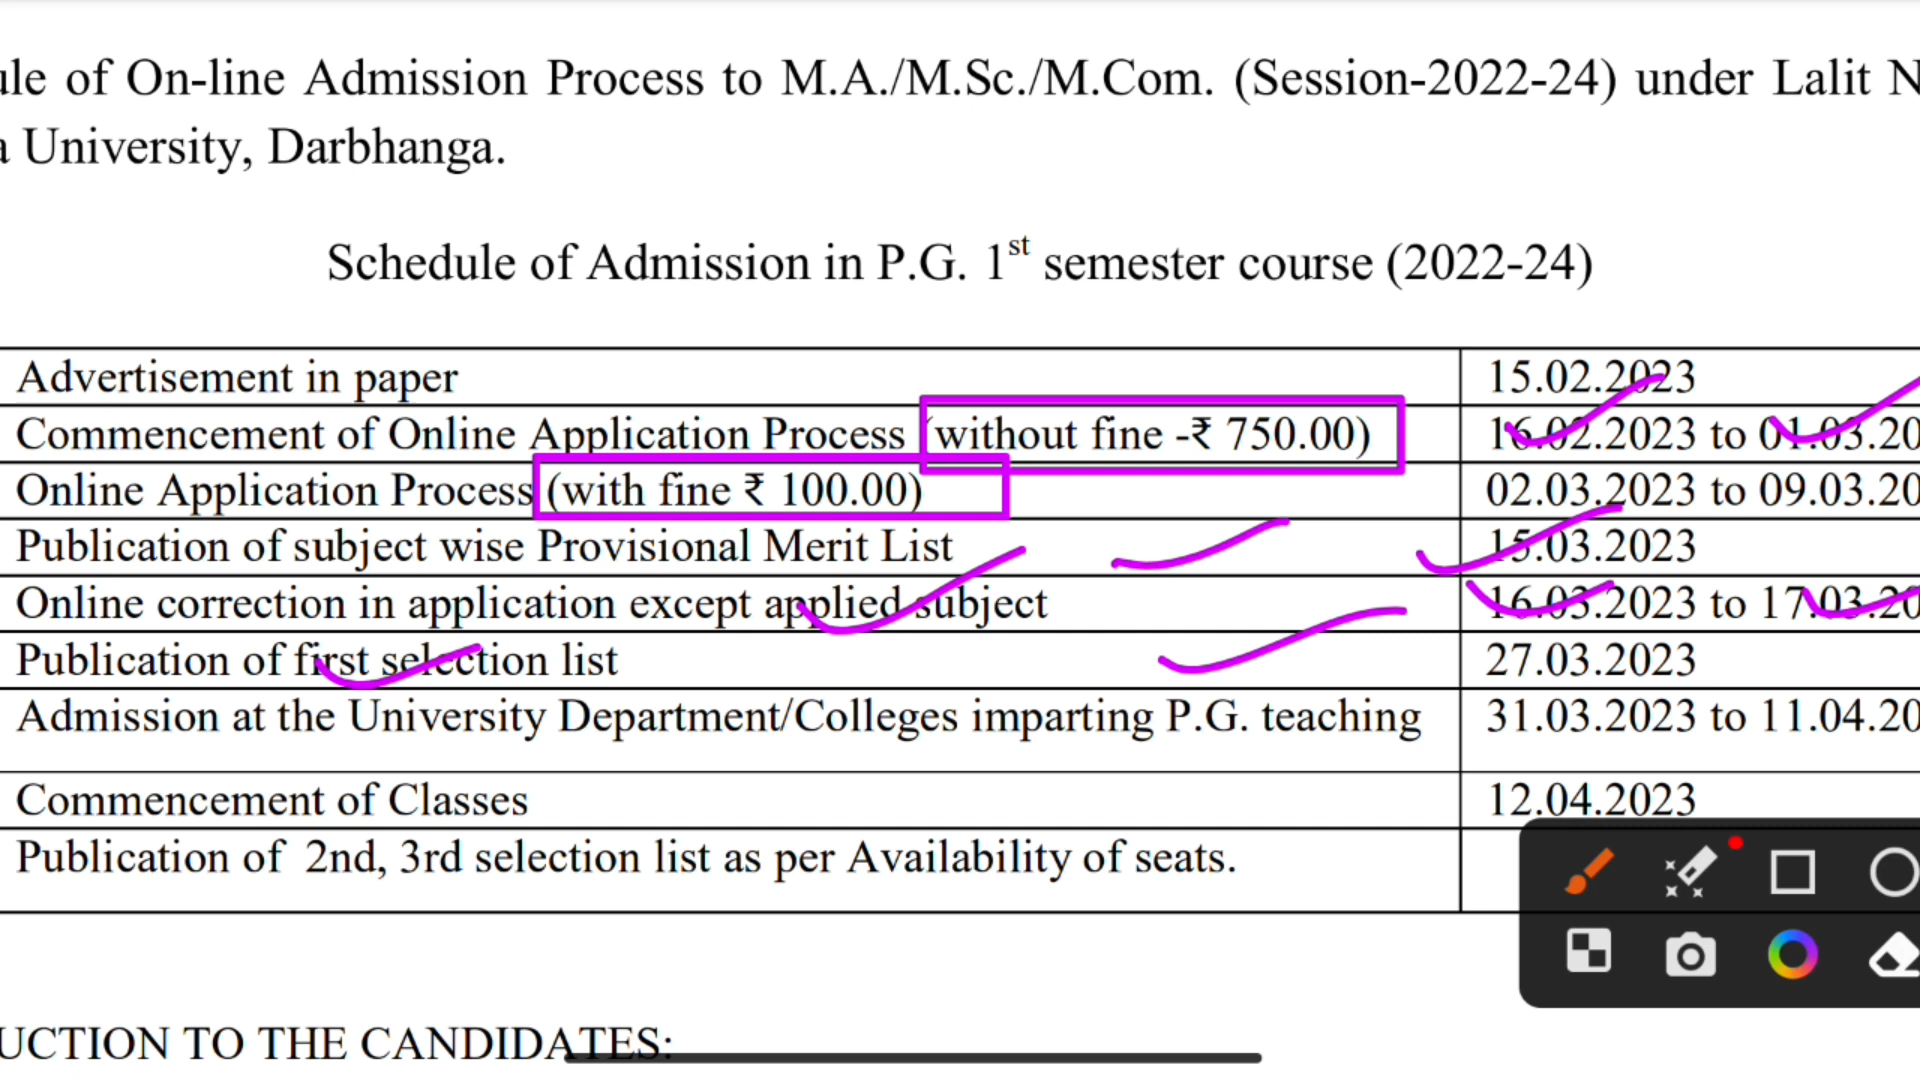 of On-line Admission Process to M.A./M.Sc./M.Com. (Session-2022-24) under Lalit
University, Darbhanga.
Schedule of Admission in P.G. 1st semester course (2022-24)
Advertisement in paper 15.02.2023
Commencement of Online Application Process (without fine -₹ 750.00) 16.02.2023 to 01.03.20
Online Application Process (with fine ₹ 100.00) 02.03.2023 to 09.03.20
Publication of subject wise Provisional Merit List 15.03.2023
Online correction in application except applied subject 16.03.2023 to 17.03.20
Publication of first selection list 27.03.2023
Admission at the University Department/Colleges imparting P.G. teaching 31.03.2023 to 11.04.20
Commencement of Classes 12.04.2023
Publication of 2nd, 3rd selection list as per Availability of seats.
UCTION TO THE CANDIDATES: